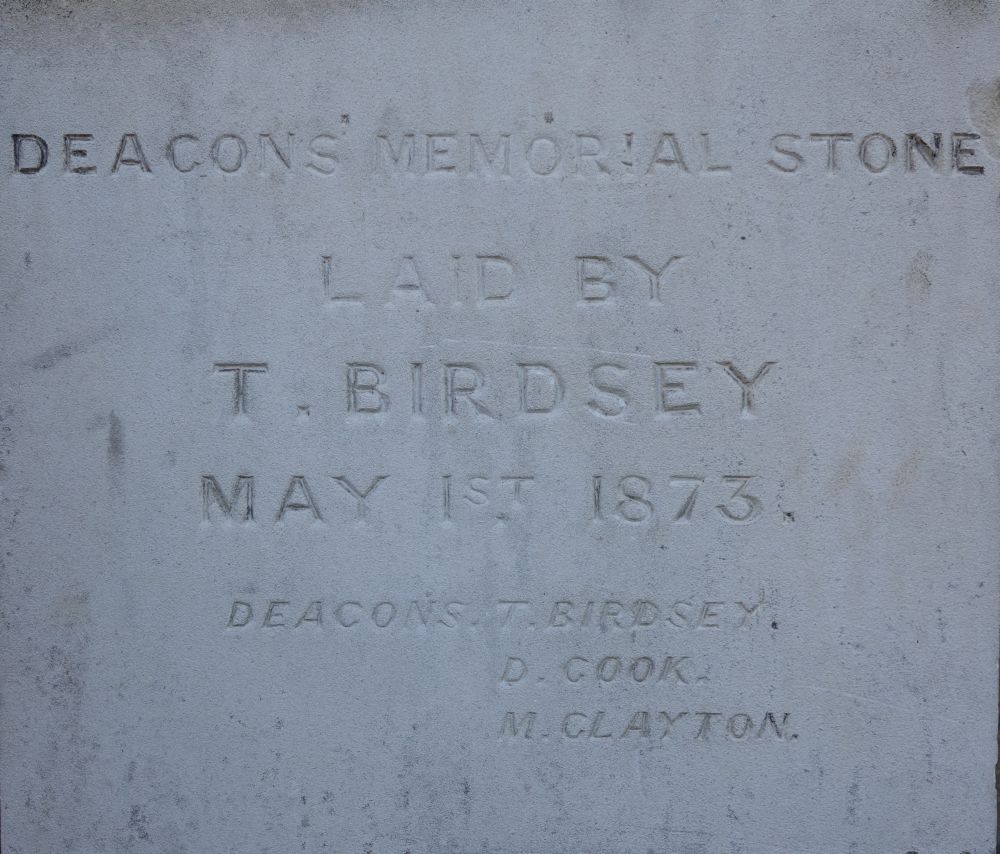 DEACONS' MEMORIAL STONE
LAID BY
T. BIRDSEY
MAY 1ST 1873.
DEACONS. T. BIRDSEY.
D. COOK.
M. CLAYTON.